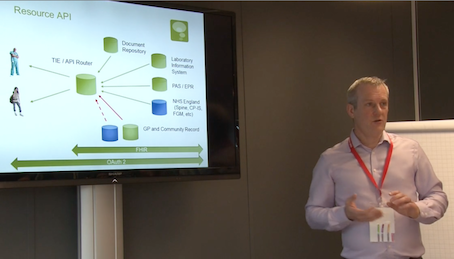 Resource API
Document
Repository
TIE / API Router
Laboratory
Information
System
PAS / EPR
NHS England
(Spine, CP-IS,
FGM, etc)
GP and Community Record
FHIR
OAuth 2
SHARP